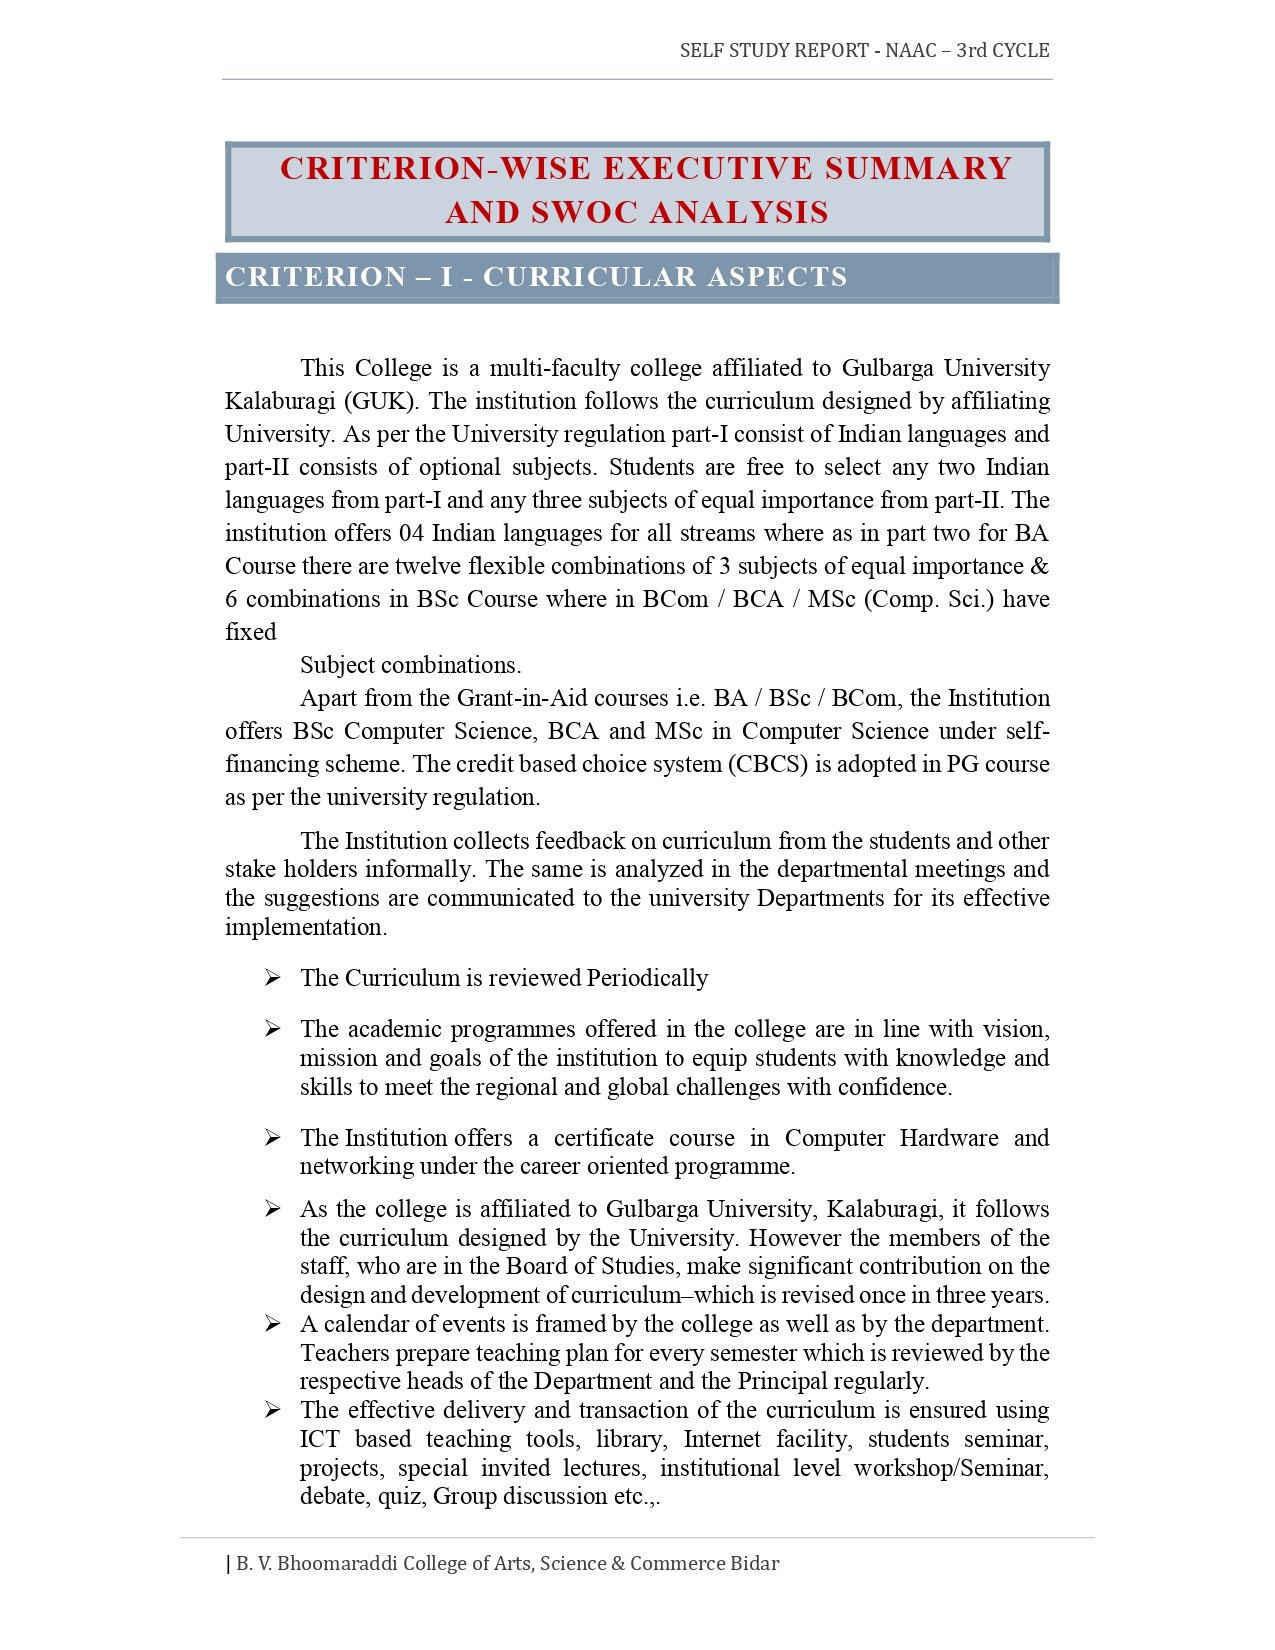 SELF STUDY REPORT - NAAC – 3rd CYCLE
CRITERION-WISE EXECUTIVE SUMMARY
AND SWOC ANALYSIS
CRITERION – I - CURRICULAR ASPECTS
This College is a multi-faculty college affiliated to Gulbarga University
Kalaburagi (GUK). The institution follows the curriculum designed by affiliating
University. As per the University regulation part-I consist of Indian languages and
part-II consists of optional subjects. Students are free to select any two Indian
languages from part-I and any three subjects of equal importance from part-II. The
institution offers 04 Indian languages for all streams where as in part two for BA
Course there are twelve flexible combinations of 3 subjects of equal importance &
6 combinations in BSc Course where in BCom / BCA / MSc (Comp. Sci.) have
fixed
Subject combinations.
Apart from the Grant-in-Aid courses i.e. BA / BSc / BCom, the Institution
offers BSc Computer Science, BCA and MSc in Computer Science under self-
financing scheme. The credit based choice system (CBCS) is adopted in PG course
as per the university regulation.
The Institution collects feedback on curriculum from the students and other
stake holders informally. The same is analyzed in the departmental meetings and
the suggestions are communicated to the university Departments for its effective
implementation.
➢ The Curriculum is reviewed Periodically
➢ The academic programmes offered in the college are in line with vision,
mission and goals of the institution to equip students with knowledge and
skills to meet the regional and global challenges with confidence.
➢ The Institution offers a certificate course in Computer Hardware and
networking under the career oriented programme.
➢ As the college is affiliated to Gulbarga University, Kalaburagi, it follows
the curriculum designed by the University. However the members of the
staff, who are in the Board of Studies, make significant contribution on the
design and development of curriculum–which is revised once in three years.
➢ A calendar of events is framed by the college as well as by the department.
Teachers prepare teaching plan for every semester which is reviewed by the
respective heads of the Department and the Principal regularly.
➢ The effective delivery and transaction of the curriculum is ensured using
ICT based teaching tools, library, Internet facility, students seminar,
projects, special invited lectures, institutional level workshop/Seminar,
debate, quiz, Group discussion etc.,.
| B. V. Bhoomaraddi College of Arts, Science & Commerce Bidar